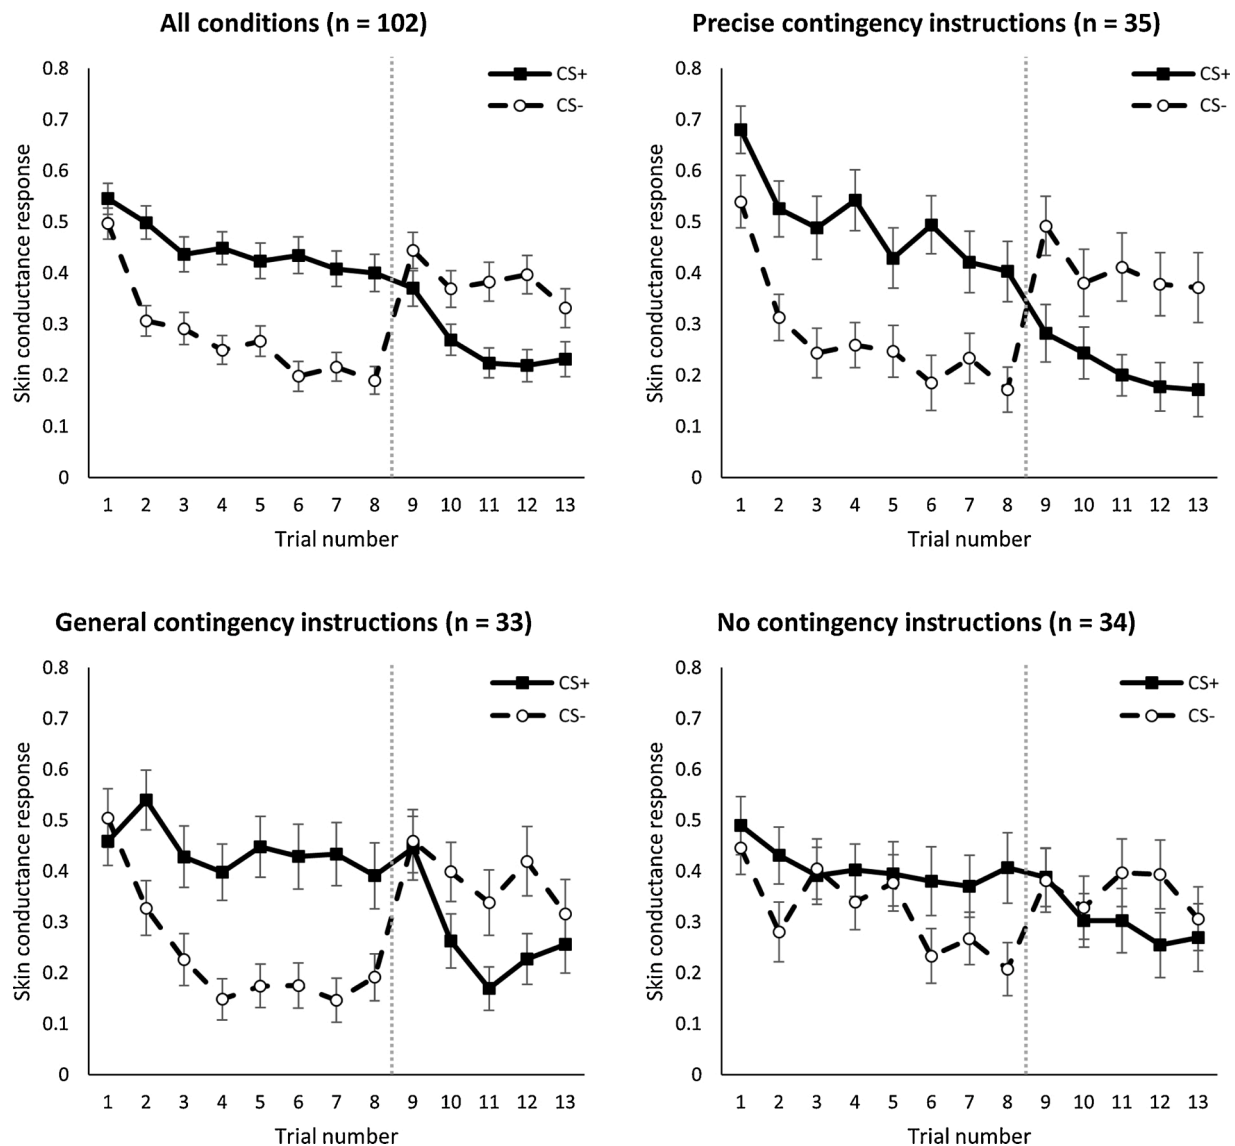 All conditions (n = 102)
0.8
0.7
0.6
0.5
0.4
0.3
0.2
0.1
0
Skin conductance response
CS+
CS-
1 2 3 4 5 6 7 8 9 10 11 12 13
Trial number
Precise contingency instructions (n = 35)
0.8
0.7
0.6
0.5
0.4
0.3
0.2
0.1
0
Skin conductance response
CS+
CS-
1 2 3 4 5 6 7 8 9 10 11 12 13
Trial number
General contingency instructions (n = 33)
0.8
0.7
0.6
0.5
0.4
0.3
0.2
0.1
0
Skin conductance response
CS+
CS-
1 2 3 4 5 6 7 8 9 10 11 12 13
Trial number
No contingency instructions (n = 34)
0.8
0.7
0.6
0.5
0.4
0.3
0.2
0.1
0
Skin conductance response
CS+
CS-
1 2 3 4 5 6 7 8 9 10 11 12 13
Trial number